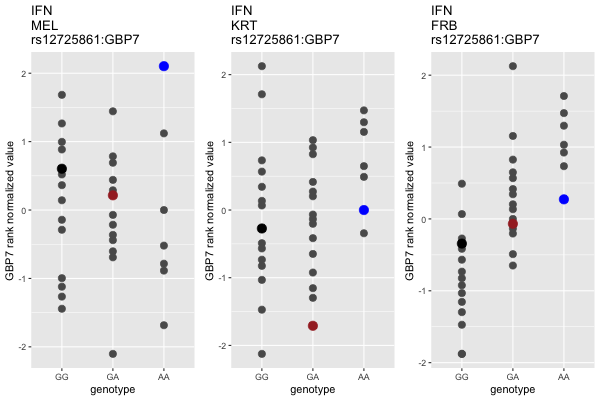 IFN
MEL
rs12725861:GBP7
GBP7 rank normalized value
2
1
0
-1
-2
GG
GA
AA
genotype
IFN
KRT
rs12725861:GBP7
GBP7 rank normalized value
2
1
0
-1
-2
GG
GA
AA
genotype
IFN
FRB
rs12725861:GBP7
GBP7 rank normalized value
2
1
0
-1
-2
GG
GA
AA
genotype